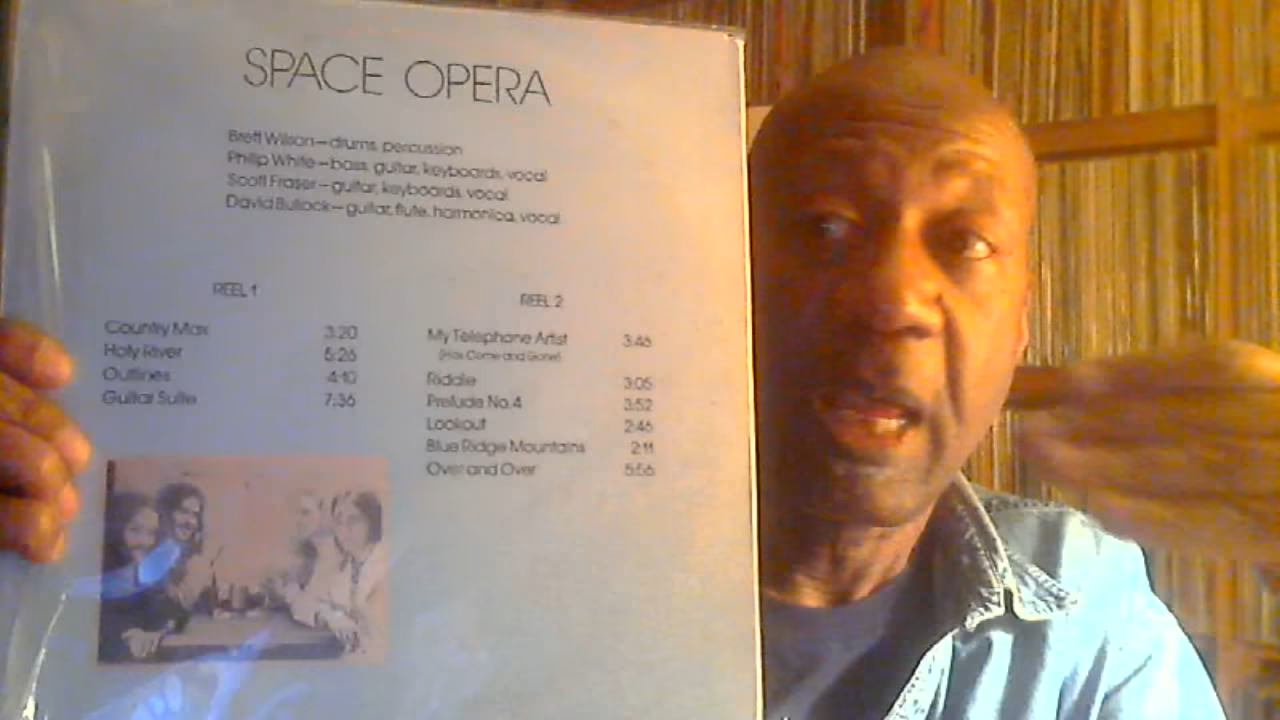 SPACE OPERA
Brett Wilson—drums, percussion
Philip White—bass, guitar, keyboards, vocal
Scott Fraser—guitar, keyboards, vocal
David Bullock—guitar, flute, harmonica, vocal
REEL 1
Country Max 3:20
Holy River 5:26
Outlines 4:10
Guitar Suite 7:36
REEL 2
My Telephone Artist 3:46
(Has Come and Gone)
Riddle 3:05
Prelude No. 4 3:52
Lookout 2:46
Blue Ridge Mountains 2:11
Over and Over 5:56